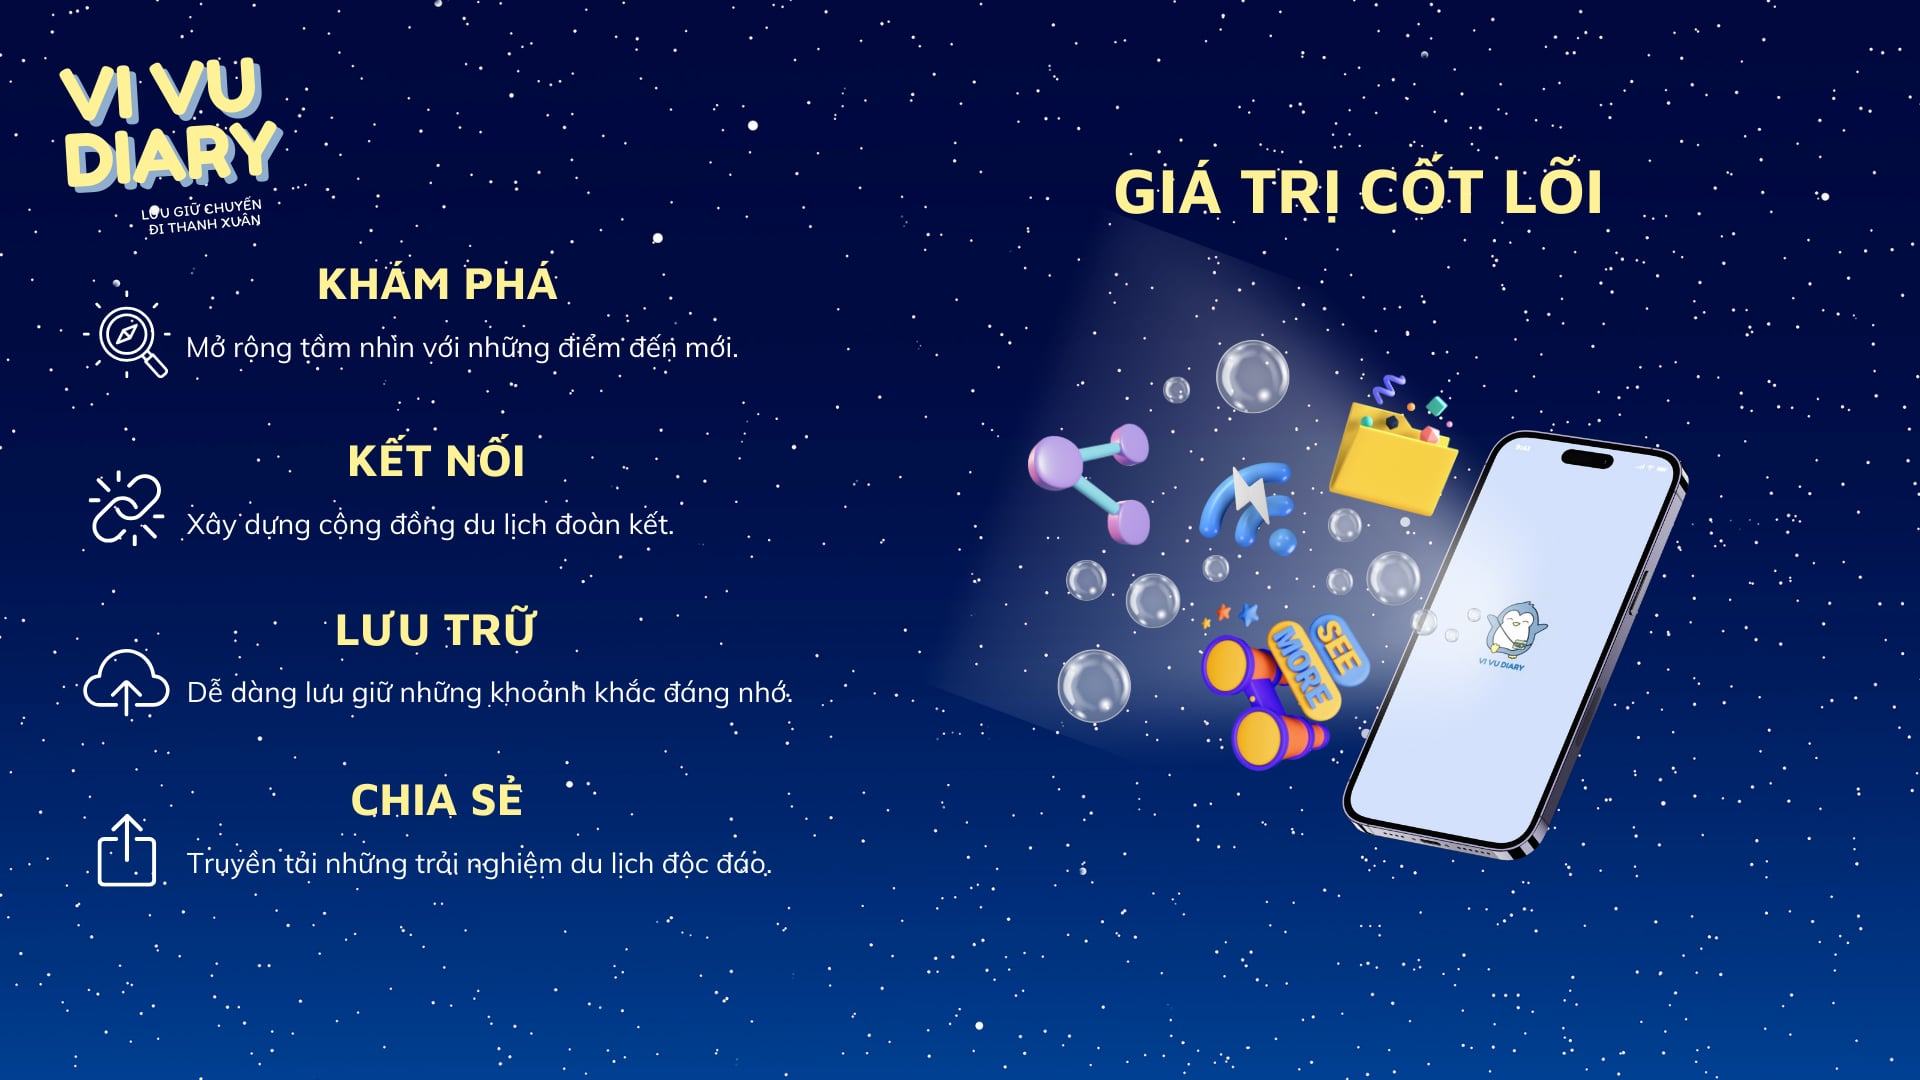 VI VU
DIARY
LƯU GIỮ CHUYẾN
ĐI THANH XUÂN
GIÁ TRỊ CỐT LÕI
KHÁM PHÁ
Mở rộng tầm nhìn với những điểm đến mới.
KẾT NỐI
Xây dựng cộng đồng du lịch đoàn kết.
LƯU TRỮ
Dễ dàng lưu giữ những khoảnh khắc đáng nhớ.
CHIA SẺ
Truyền tải những trải nghiệm du lịch độc đáo.
SEE
MORE
VI VU DIARY